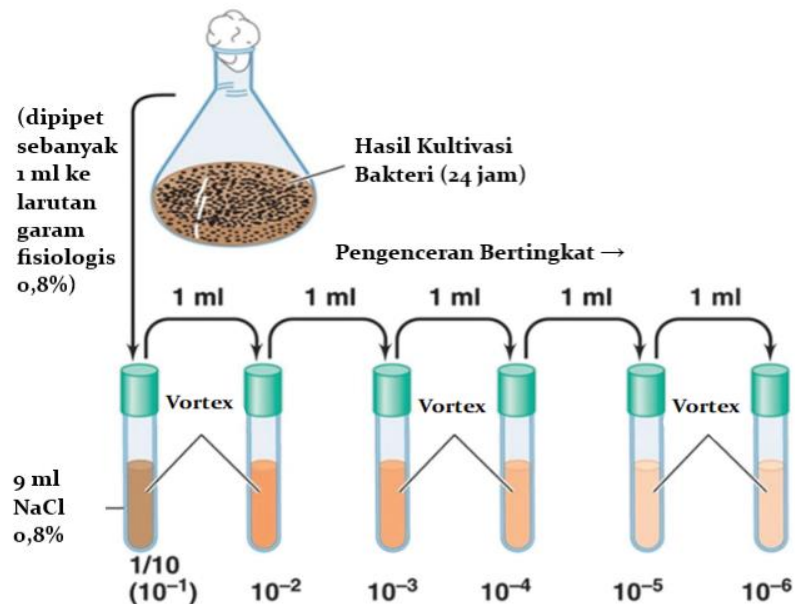 (dipipet
sebanyak
1 ml ke
larutan
garam
fisiologis
0,8%)
Hasil Kultivasi
Bakteri (24 jam)
Pengenceran Bertingkat →
1 ml
1 ml
1 ml
1 ml
1 ml
Vortex
Vortex
Vortex
9 ml
NaCl
0,8%
1/10
(10⁻¹)
10⁻²
10⁻³
10⁻⁴
10⁻⁵
10⁻⁶